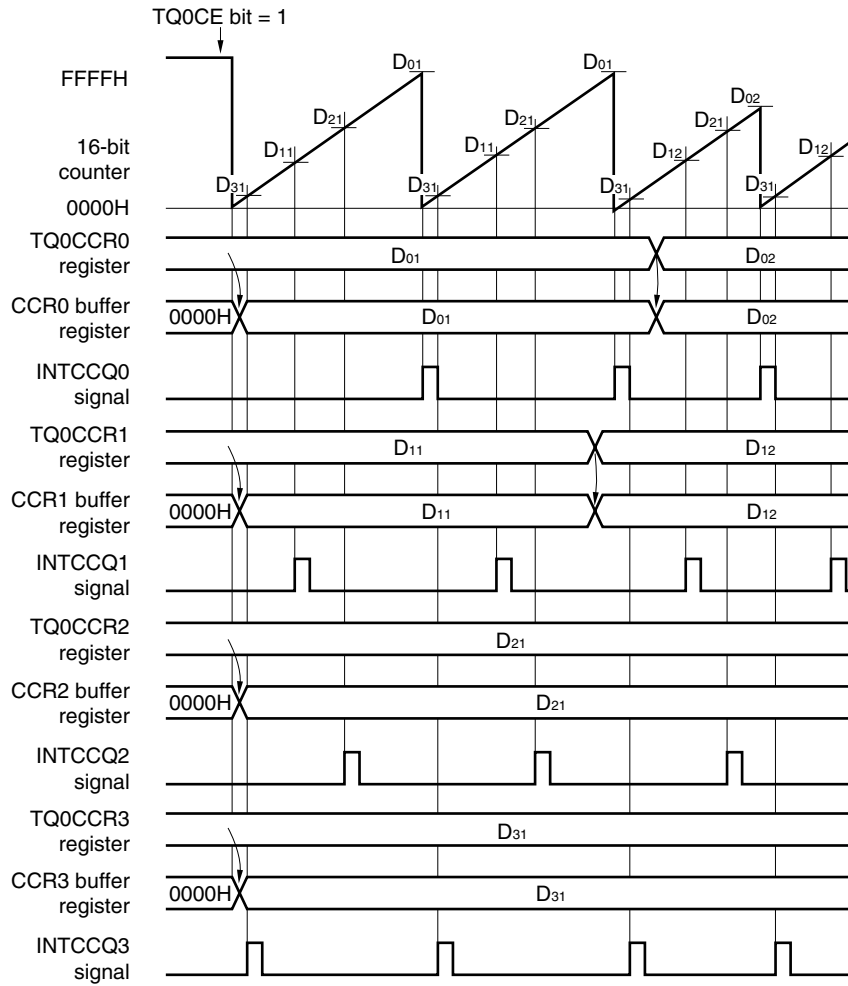 TQ0CE bit = 1
FFFFH
D01 D01 D02
D21 D21 D21
16-bit
counter
D11 D11 D12 D12
D31 D31 D31 D31
0000H
TQ0CCR0
register
D01 D02
CCR0 buffer
register
0000H D01 D02
INTCCQ0
signal
TQ0CCR1
register
D11 D12
CCR1 buffer
register
0000H D11 D12
INTCCQ1
signal
TQ0CCR2
register
D21
CCR2 buffer
register
0000H D21
INTCCQ2
signal
TQ0CCR3
register
D31
CCR3 buffer
register
0000H D31
INTCCQ3
signal